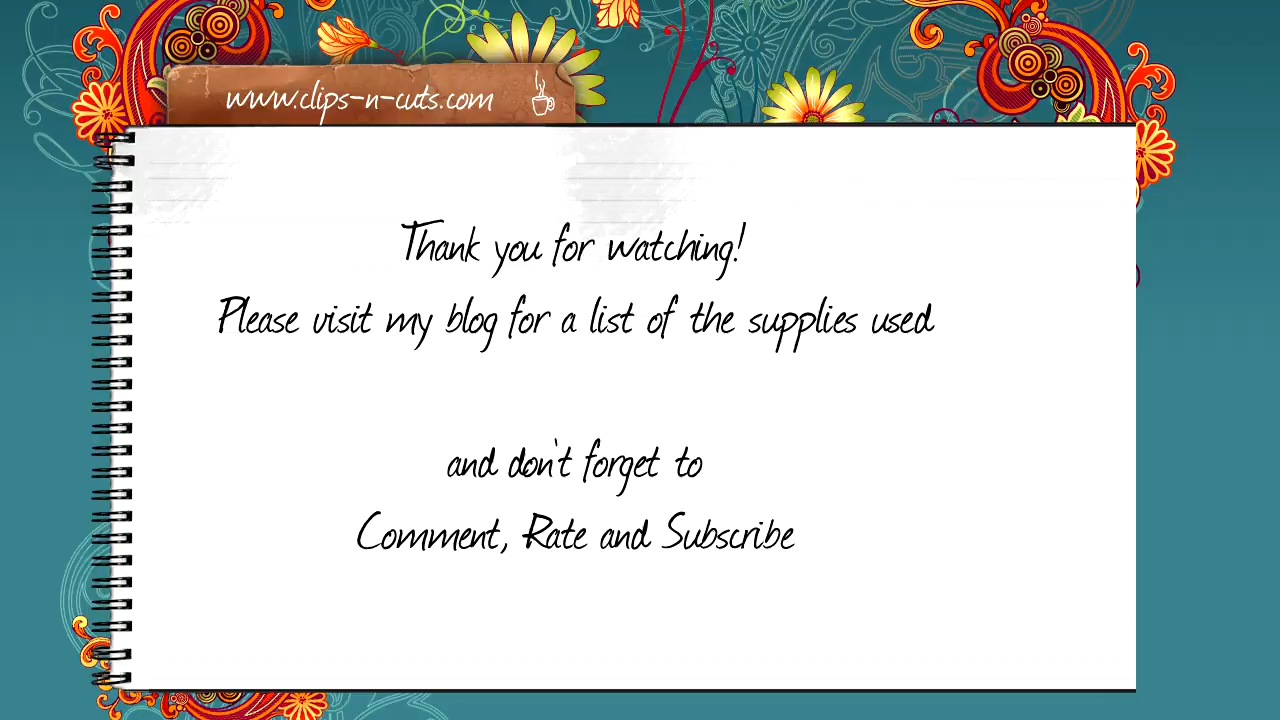 www.clips-n-cuts.com
Thank you for watching!
Please visit my blog for a list of the supplies used
and don't forget to
Comment, Rate and Subscribe